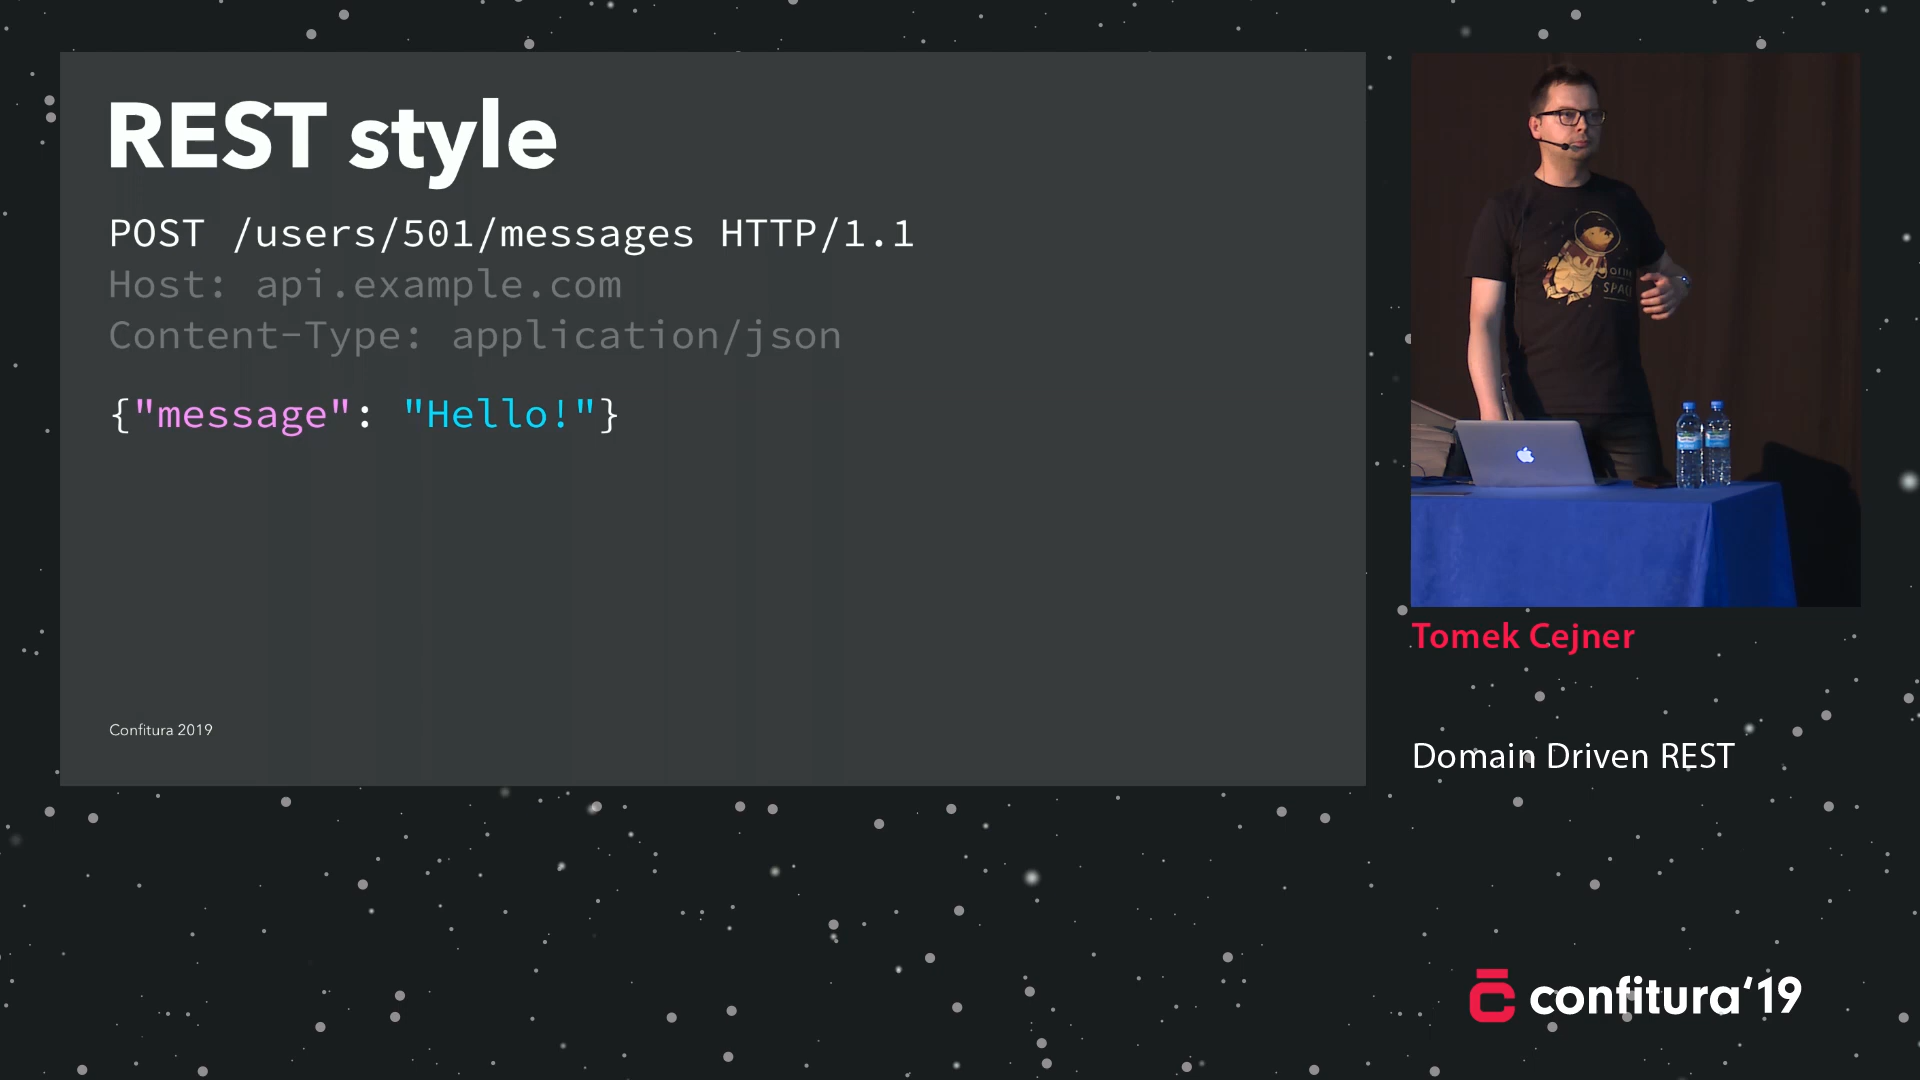 REST style
POST /users/501/messages HTTP/1.1
Host: api.example.com
Content-Type: application/json
{"message": "Hello!"}
Confitura 2019
SPACE
Tomek Cejner
Domain Driven REST
confitura‘19